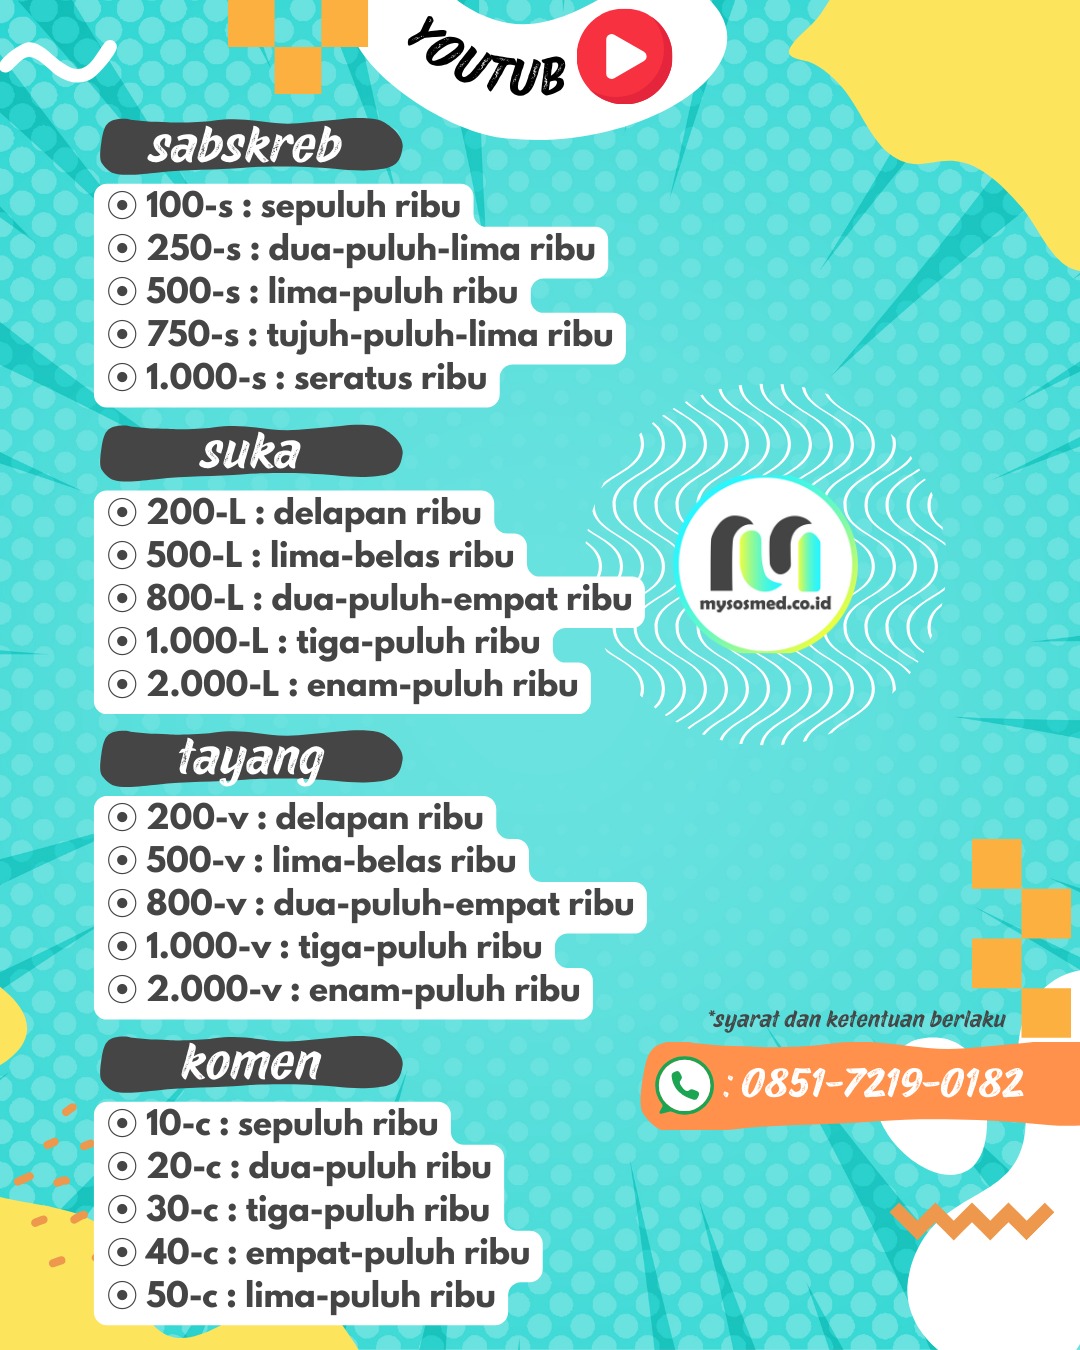 YOUTUB
sabskreb
100-s : sepuluh ribu
250-s : dua-puluh-lima ribu
500-s : lima-puluh ribu
750-s : tujuh-puluh-lima ribu
1.000-s : seratus ribu
suka
200-L : delapan ribu
500-L : lima-belas ribu
800-L : dua-puluh-empat ribu
1.000-L : tiga-puluh ribu
2.000-L : enam-puluh ribu
mysosmed.co.id
tayang
200-v : delapan ribu
500-v : lima-belas ribu
800-v : dua-puluh-empat ribu
1.000-v : tiga-puluh ribu
2.000-v : enam-puluh ribu
komen
10-c : sepuluh ribu
20-c : dua-puluh ribu
30-c : tiga-puluh ribu
40-c : empat-puluh ribu
50-c : lima-puluh ribu
*syarat dan ketentuan berlaku
: 0851-7219-0182